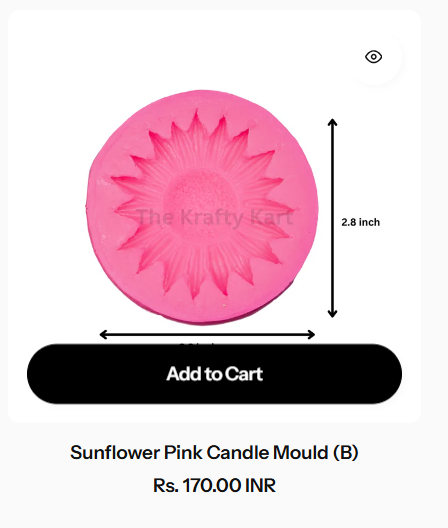 The Krafty Kart
2.8 inch
Add to Cart
Sunflower Pink Candle Mould (B)
Rs. 170.00 INR